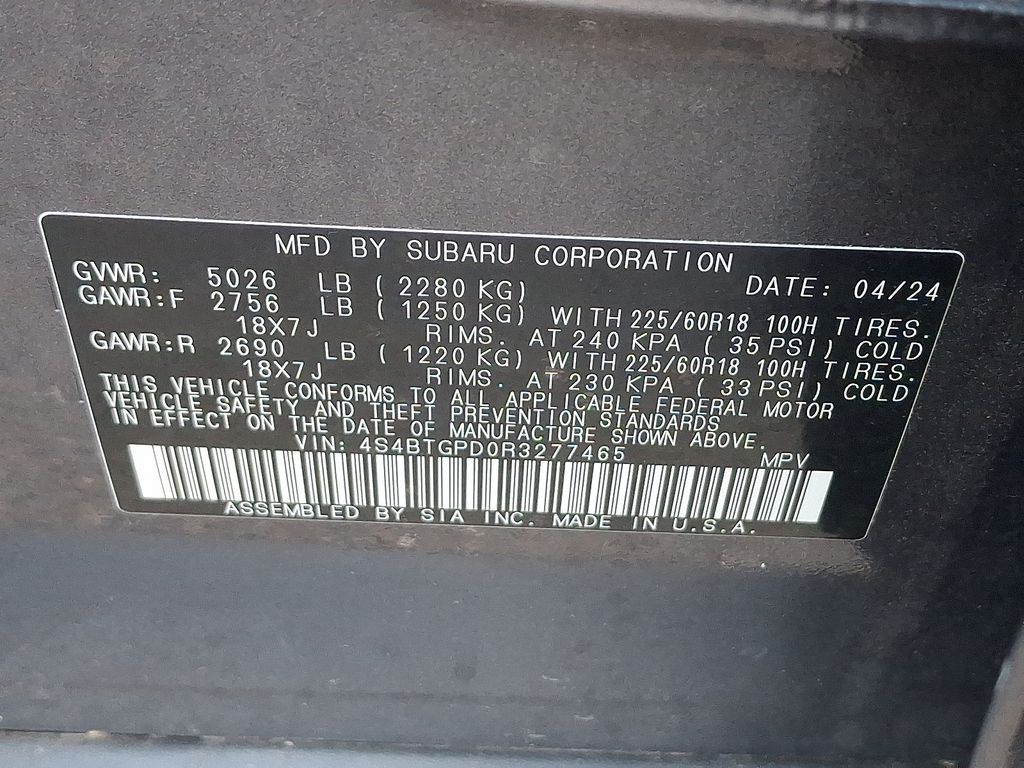 MFD BY SUBARU CORPORATION
GVWR: 5026 LB ( 2280 KG) DATE: 04/24
GAWR:F 2756 LB ( 1250 KG) WITH 225/60R18 100H TIRES.
18X7J RIMS. AT 240 KPA ( 35 PSI) COLD
GAWR:R 2690 LB ( 1220 KG) WITH 225/60R18 100H TIRES.
18X7J RIMS. AT 230 KPA ( 33 PSI) COLD
THIS VEHICLE CONFORMS TO ALL APPLICABLE FEDERAL MOTOR
VEHICLE SAFETY AND THEFT PREVENTION STANDARDS
IN EFFECT ON THE DATE OF MANUFACTURE SHOWN ABOVE.
VIN: 4S4BTGPD0R3277465 MPV
ASSEMBLED BY SIA INC. MADE IN U.S.A.